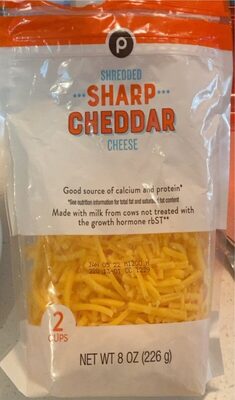 p
SHREDDED
SHARP
CHEDDAR
CHEESE
Good source of calcium and protein*
*See nutrition information for total fat and saturated fat content
Made with milk from cows not treated with
the growth hormone rbST**
2
CUPS
NET WT 8 OZ (226 g)